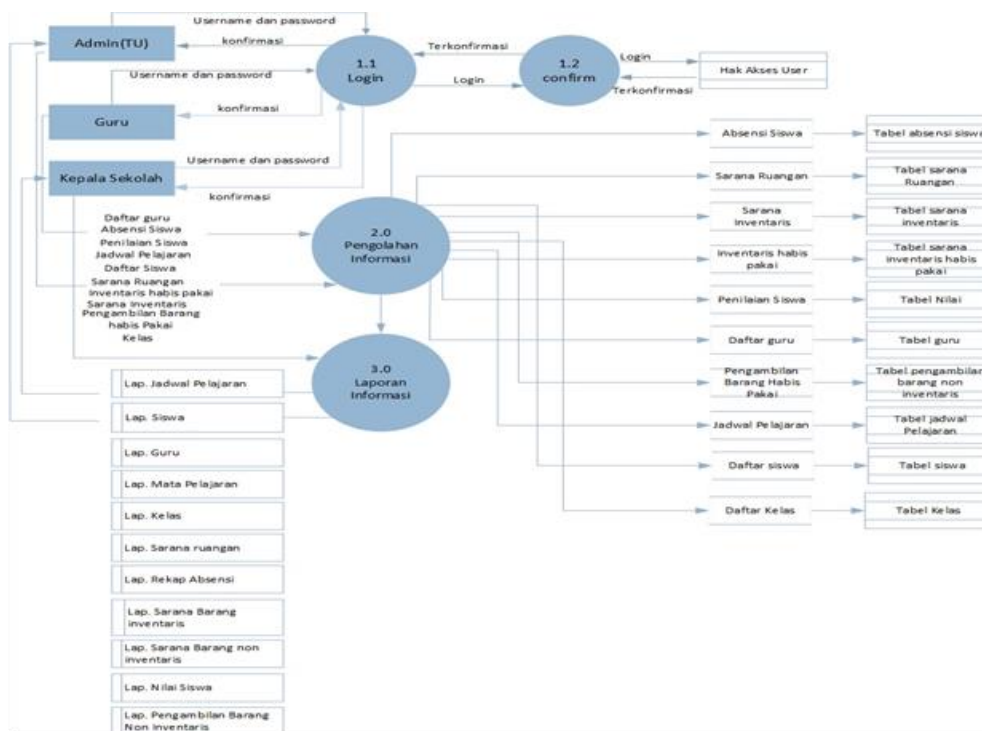 Username dan password
Admin(TU)
konfirmasi
1.1
Login
Terkonfirmasi
1.2
confirm
Login
Hak Akses User
Terkonfirmasi
Login
Username dan password
konfirmasi
Guru
Username dan password
Kepala Sekolah
konfirmasi
Daftar guru
Absensi Siswa
Penilaian Siswa
Jadwal Pelajaran
Daftar Siswa
Sarana Ruangan
Inventaris habis pakai
Sarana Inventaris
Pengambilan Barang
habis Pakai
Kelas
2.0
Pengolahan
Informasi
3.0
Laporan
Informasi
Absensi Siswa
Tabel absensi siswa
Sarana Ruangan
Tabel sarana
Ruangan
Sarana
Inventaris
Tabel sarana
inventaris
Inventaris habis
pakai
Tabel sarana
inventaris habis
pakai
Penilaian Siswa
Tabel Nilai
Daftar guru
Tabel guru
Pengambilan
Barang Habis
Pakai
Tabel pengambilan
barang non
inventaris
Jadwal Pelajaran
Tabel jadwal
Pelajaran
Daftar siswa
Tabel siswa
Daftar Kelas
Tabel Kelas
Lap. Jadwal Pelajaran
Lap. Siswa
Lap. Guru
Lap. Mata Pelajaran
Lap. Kelas
Lap. Sarana ruangan
Lap. Rekap Absensi
Lap. Sarana Barang
inventaris
Lap. Sarana Barang non
inventaris
Lap. Nilai Siswa
Lap. Pengambilan Barang
Non Inventaris